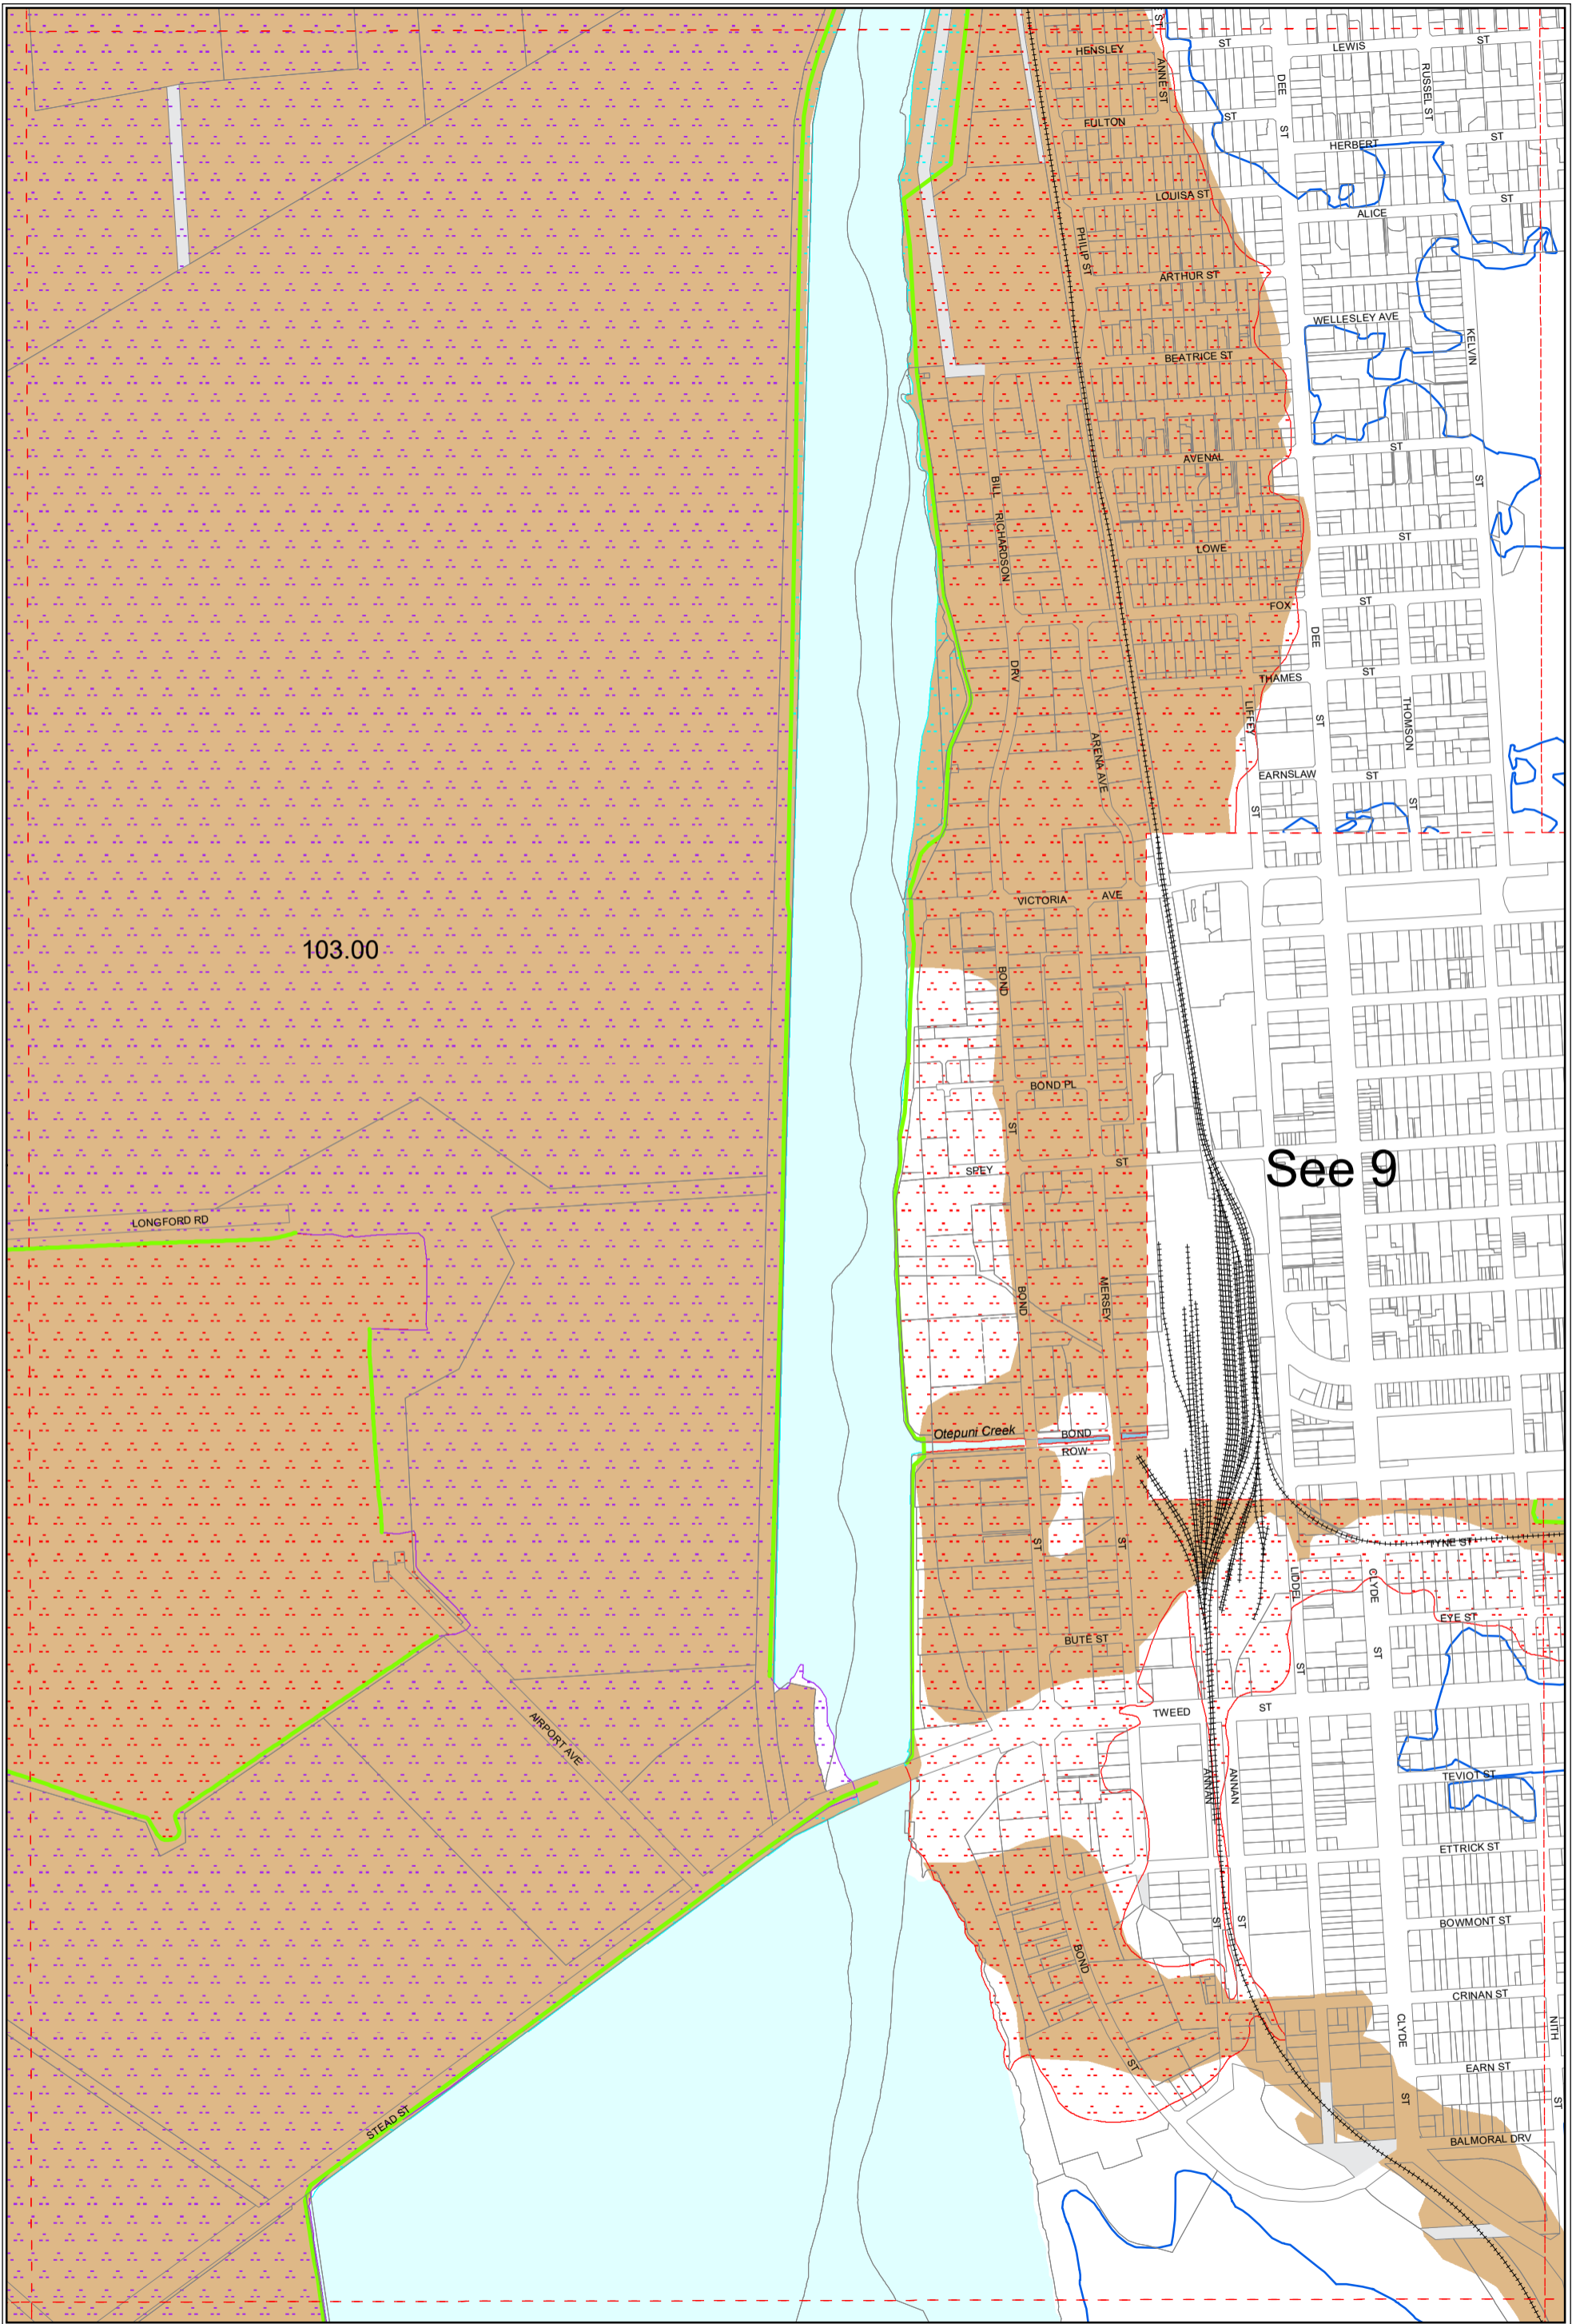 ST
HENSLEY
ST
LEWIS
ST
ANNE ST
DEE
RUSSEL ST
FULTON
ST
ST
HERBERT
ST
LOUISA ST
ALICE
ST
PHILIP ST
ARTHUR ST
WELLESLEY AVE
KELVIN
BEATRICE ST
AVENAL
ST
ST
BILL
RICHARDSON
LOWE
ST
FOX
ST
DEE
DRV
THAMES
ST
LIFFEY
ST
THOMSON
ARENA AVE
EARNSLAW
ST
ST
ST
VICTORIA
AVE
103.00
BOND
BOND PL
ST
SPEY
ST
See 9
LONGFORD RD
BOND
MERSEY
Otepuni Creek
BOND
ROW
ST
ST
TYNE ST
LIDDEL
CLYDE
EYE ST
BUTE ST
ST
ST
TWEED
ST
AIRPORT AVE
ANNAN
ANNAN
TEVIOT ST
ETTRICK ST
BOWMONT ST
ST
ST
BOND
CRINAN ST
CLYDE
NITH
EARN ST
ST
ST
ST
STEAD ST
BALMORAL DRV